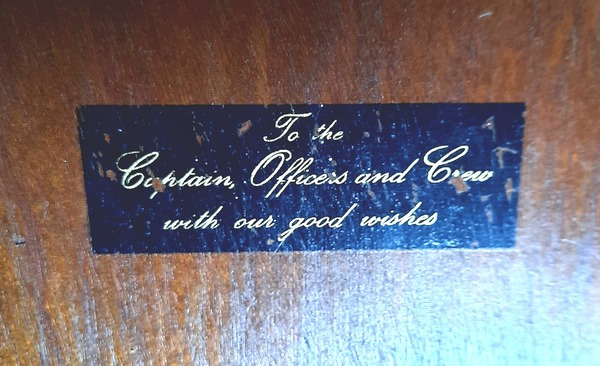 To the
Captain, Officers and Crew
with our good wishes